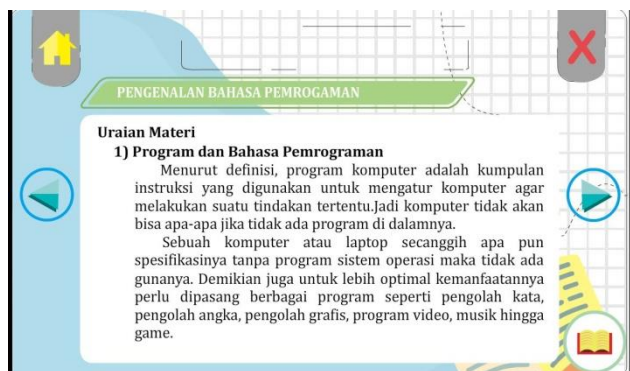 PENGENALAN BAHASA PEMROGAMAN
Uraian Materi
1) Program dan Bahasa Pemrograman
Menurut definisi, program komputer adalah kumpulan
instruksi yang digunakan untuk mengatur komputer agar
melakukan suatu tindakan tertentu.Jadi komputer tidak akan
bisa apa-apa jika tidak ada program di dalamnya.
Sebuah komputer atau laptop secanggih apa pun
spesifikasinya tanpa program sistem operasi maka tidak ada
gunanya. Demikian juga untuk lebih optimal kemanfaatannya
perlu dipasang berbagai program seperti pengolah kata,
pengolah angka, pengolah grafis, program video, musik hingga
game.